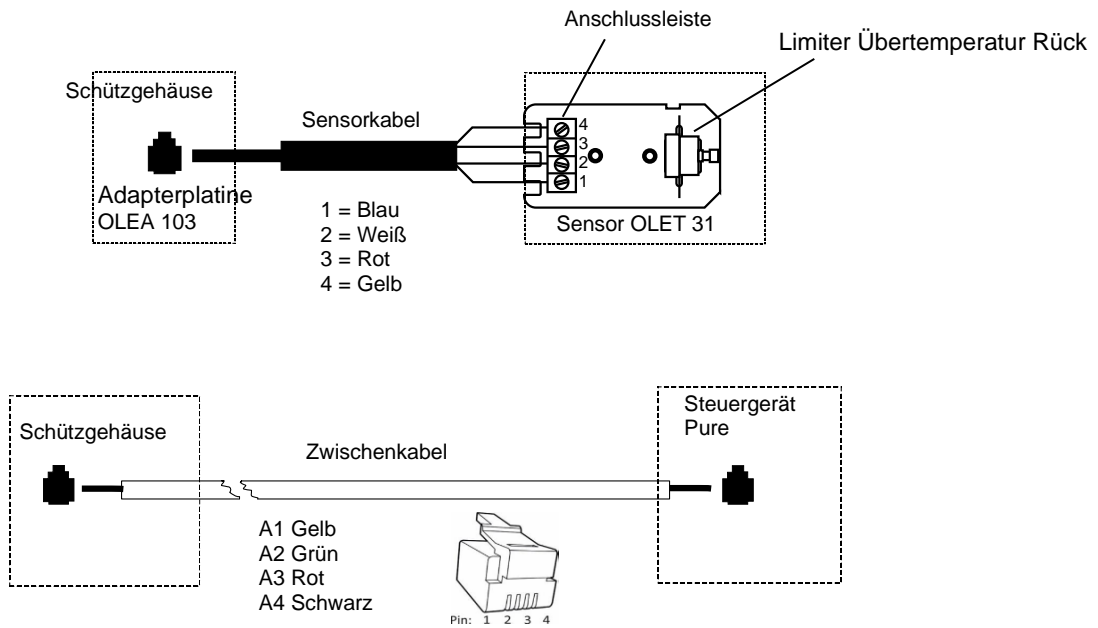 Anschlussleiste
Limiter Übertemperatur Rück
Schützgehäuse
Sensorkabel
4
3
2
1
Adapterplatine
OLEA 103
Sensor OLET 31
1 = Blau
2 = Weiß
3 = Rot
4 = Gelb
Schützgehäuse
Zwischenkabel
Steuergerät
Pure
A1 Gelb
A2 Grün
A3 Rot
A4 Schwarz
Pin: 1 2 3 4